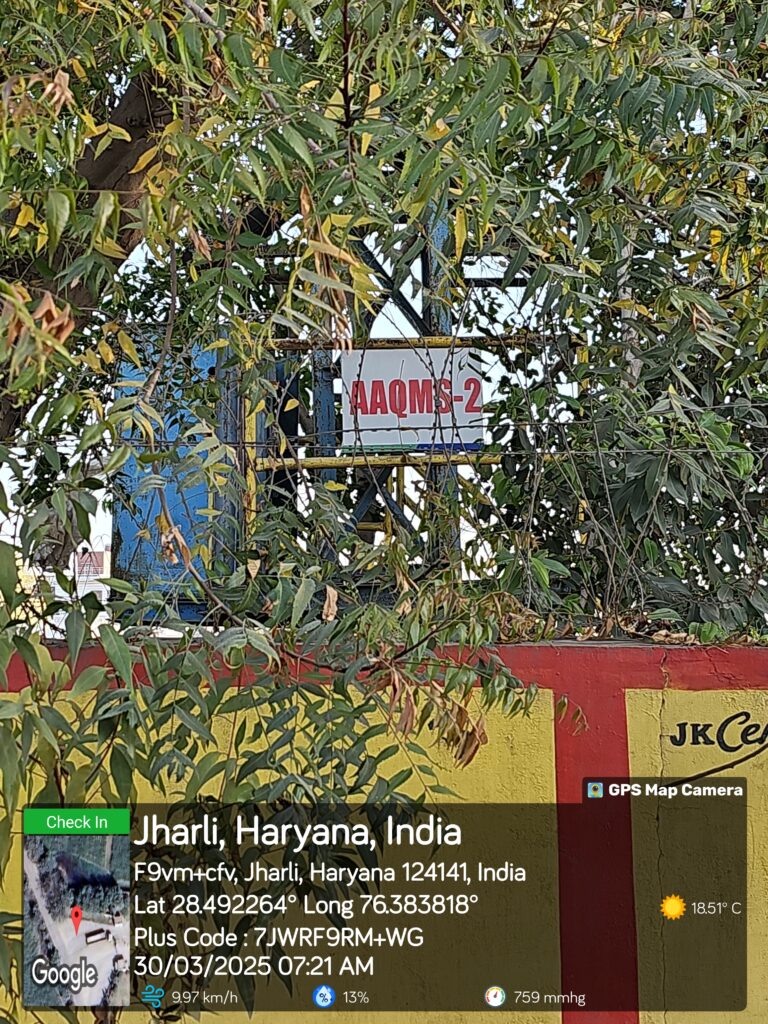 AAQMS-2
JK
GPS Map Camera
Check In
Jharli, Haryana, India
F9vm+cfv, Jharli, Haryana 124141, India
Lat 28.492264° Long 76.383818°
Plus Code : 7JWRF9RM+WG
30/03/2025 07:21 AM
18.51° C
Google
9.97 km/h
13%
759 mmhg